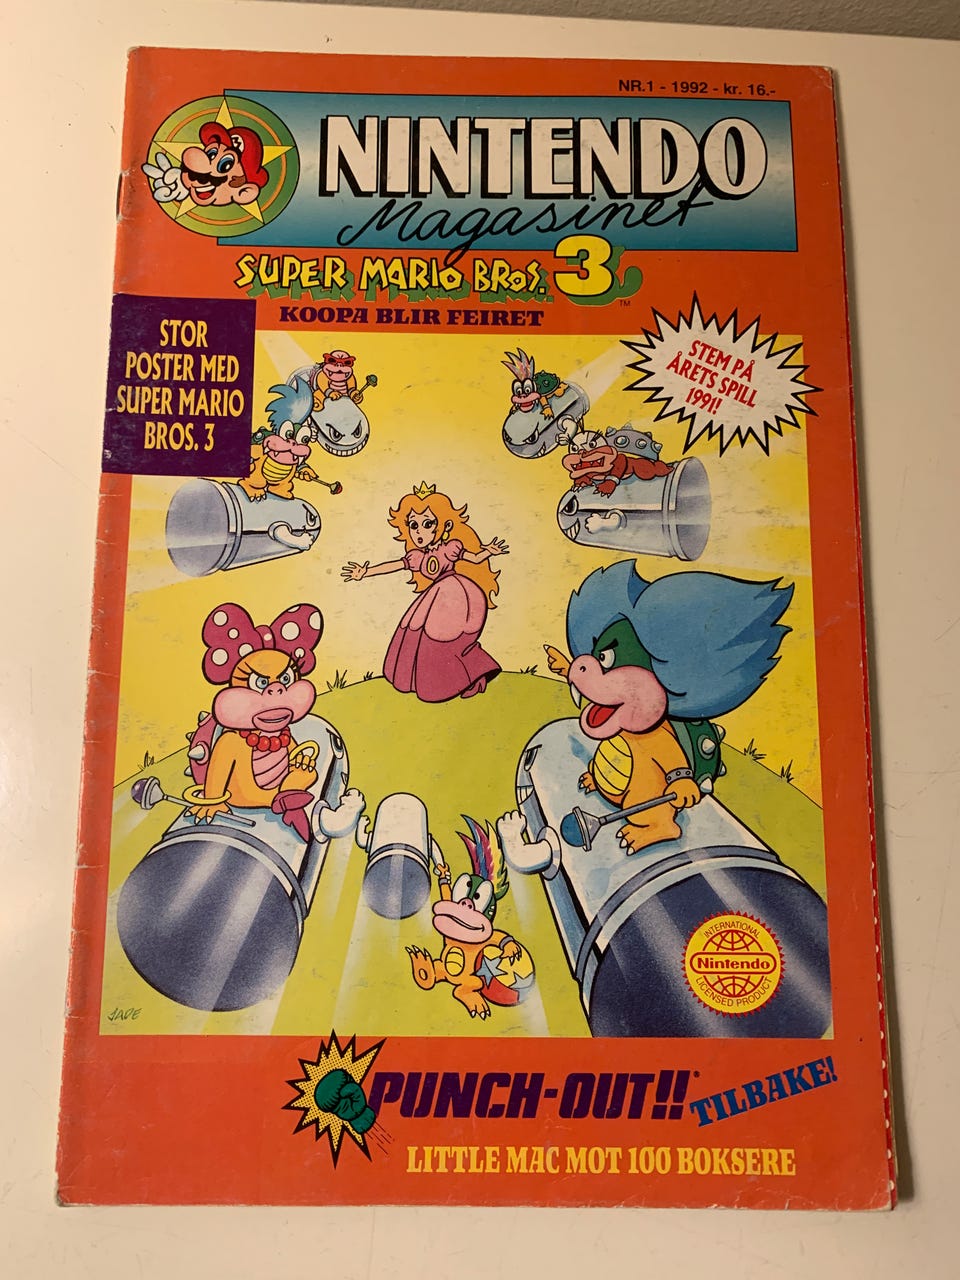 NR.1 - 1992 - kr. 16.-
NINTENDO
Magasinet
SUPER MARIO BROS. 3
TM
KOOPA BLIR FEIRET
STOR
POSTER MED
SUPER MARIO
BROS. 3
STEM PÅ
ÅRETS SPILL
1991!
INTERNATIONAL
Nintendo
LICENSED PRODUCT
JADE
PUNCH-OUT!!
TILBAKE!
LITTLE MAC MOT 100 BOKSERE